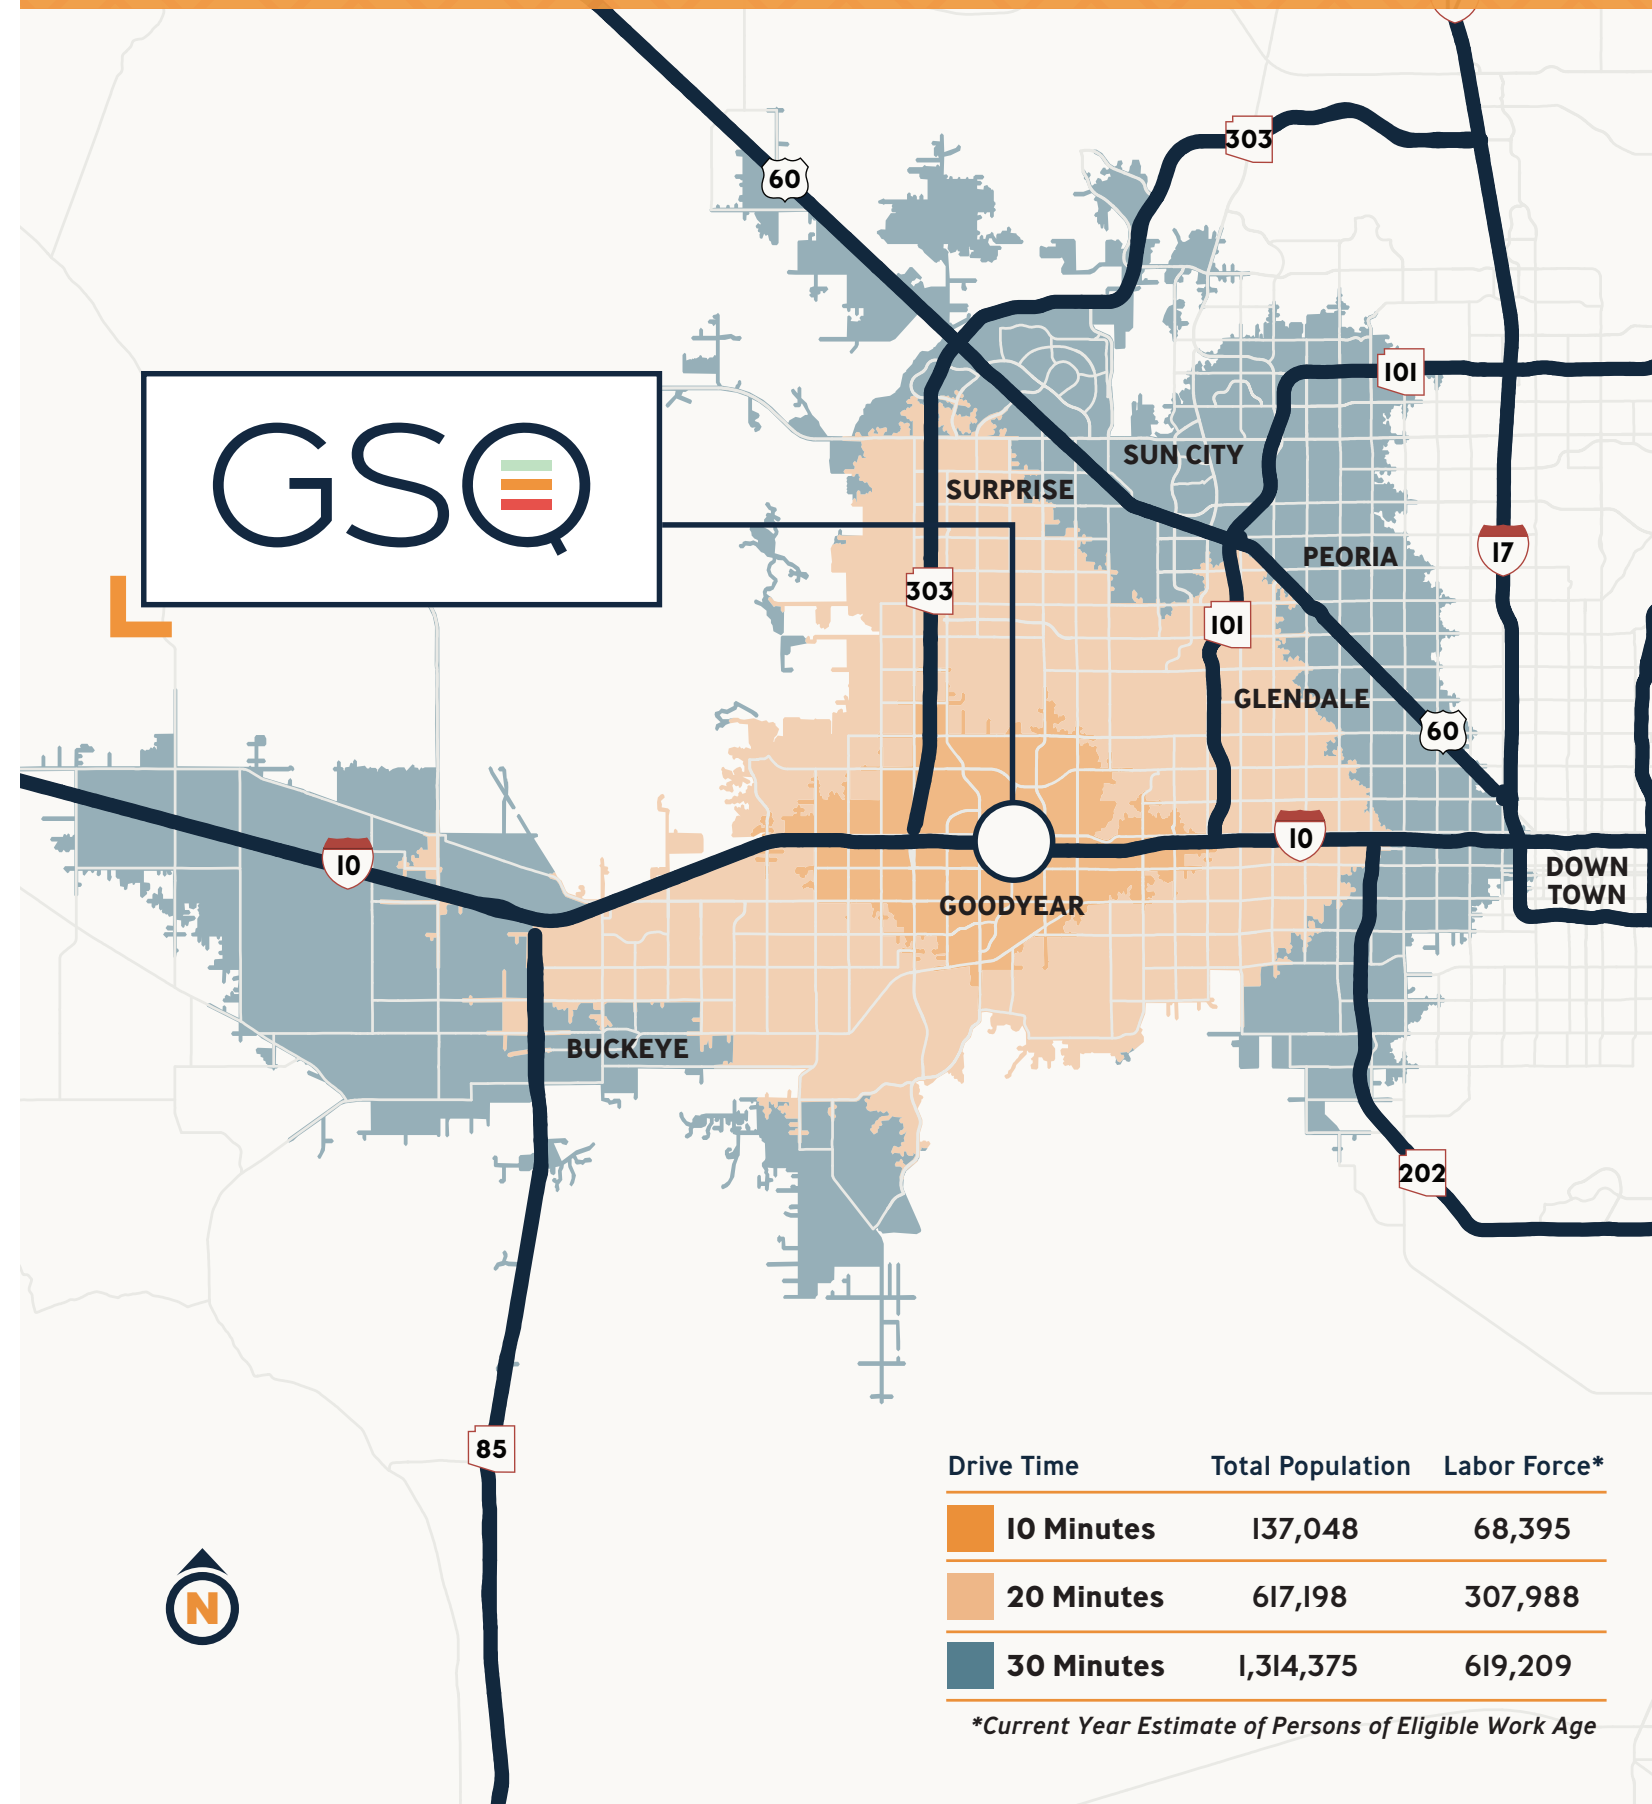 303
60
101
GSQ
SUN CITY
SURPRISE
17
PEORIA
303
101
GLENDALE
60
10
10
DOWN
TOWN
GOODYEAR
BUCKEYE
202
85
N
Drive Time Total Population Labor Force*
10 Minutes 137,048 68,395
20 Minutes 617,198 307,988
30 Minutes 1,314,375 619,209
*Current Year Estimate of Persons of Eligible Work Age